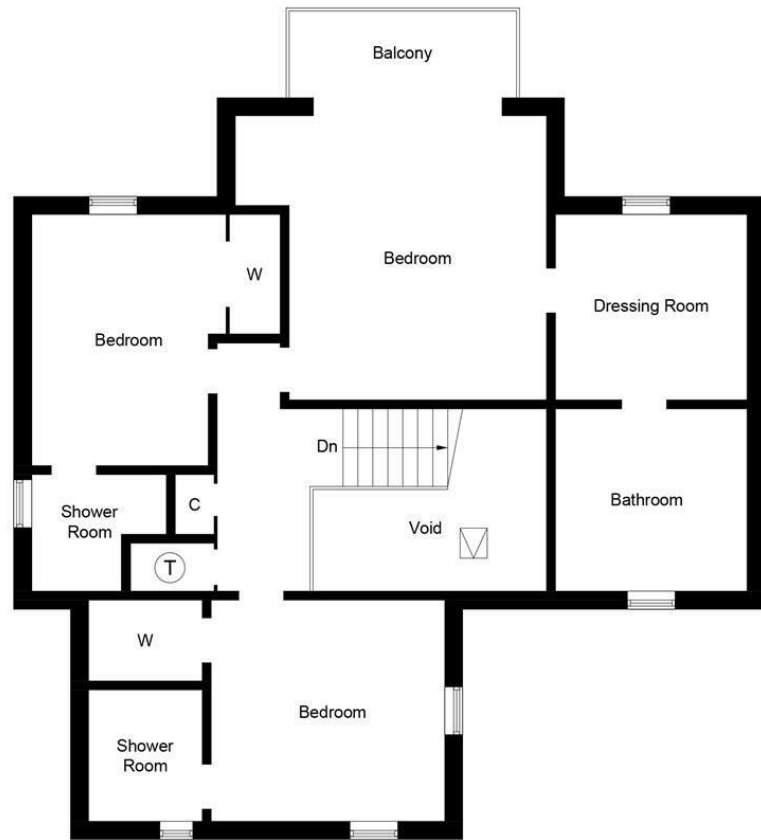 Balcony
Bedroom
W
Dressing Room
Bedroom
Dn
C
Bathroom
Shower
Room
Void
T
W
Bedroom
Shower
Room